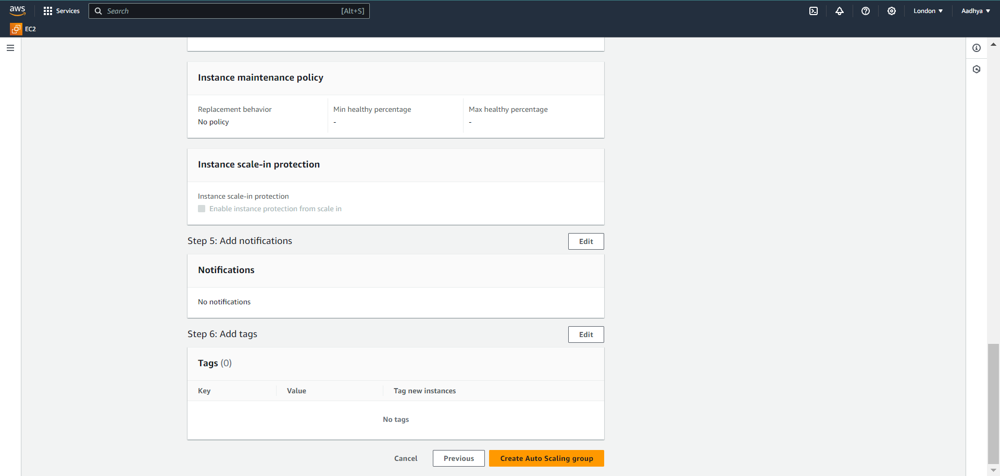 aws
Services
Search
[Alt+S]
London
Aadhya
EC2
Instance maintenance policy
Replacement behavior
Min healthy percentage
Max healthy percentage
No policy
-
-
Instance scale-in protection
Instance scale-in protection
Enable instance protection from scale in
Step 5: Add notifications
Edit
Notifications
No notifications
Step 6: Add tags
Edit
Tags (0)
Key
Value
Tag new instances
No tags
Cancel
Previous
Create Auto Scaling group